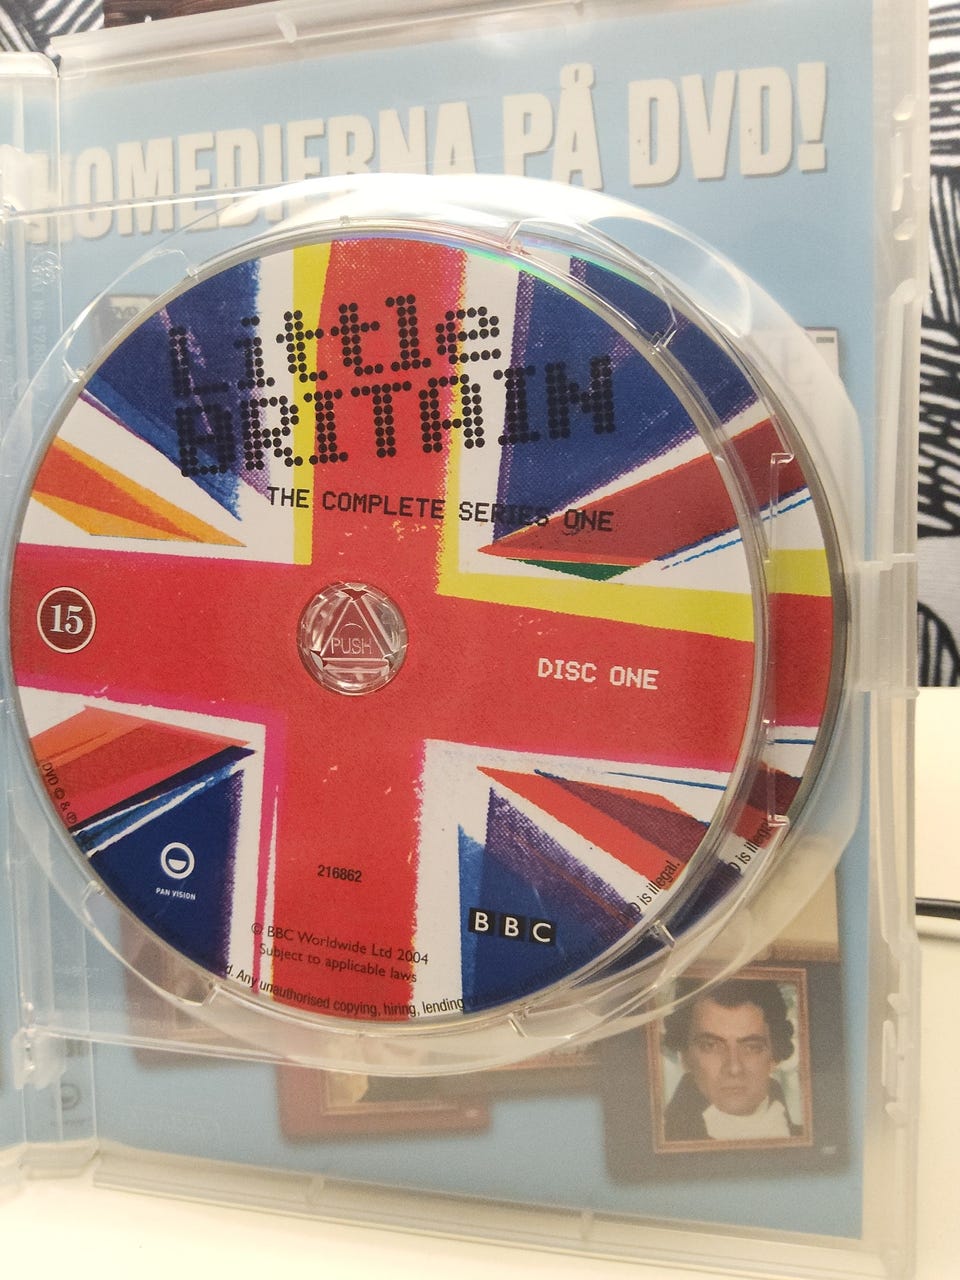 KOMEDIERNA PÅ DVD!
Little
BRITAIN
THE COMPLETE SERIES ONE
15
PUSH
DISC ONE
216862
PAN VISION
BBC
© BBC Worldwide Ltd 2004
Subject to applicable laws
DVD © & ℗
d. Any unauthorised copying, hiring, lending
is illegal.
is illegal